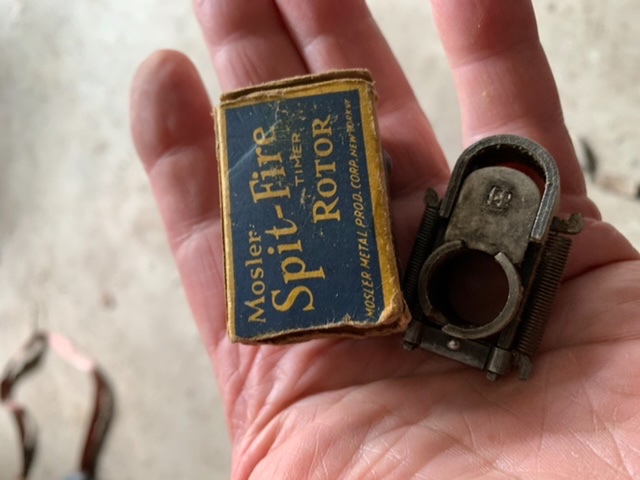 Mosler
Spit-Fire
TIMER
ROTOR
MOSLER METAL PROD. CORP. NEW YORK